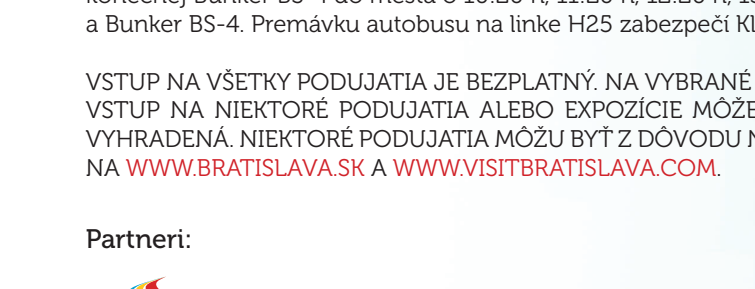 a Bunker BS-4. Premávku autobusu na linke H25 zabezpečí
VSTUP NA VŠETKY PODUJATIA JE BEZPLATNÝ. NA VYBRANÉ
VSTUP NA NIEKTORÉ PODUJATIA ALEBO EXPOZÍCIE MÔŽE
VYHRADENÁ. NIEKTORÉ PODUJATIA MÔŽU BYŤ Z DÔVODU
NA WWW.BRATISLAVA.SK A WWW.VISITBRATISLAVA.COM.
Partneri: